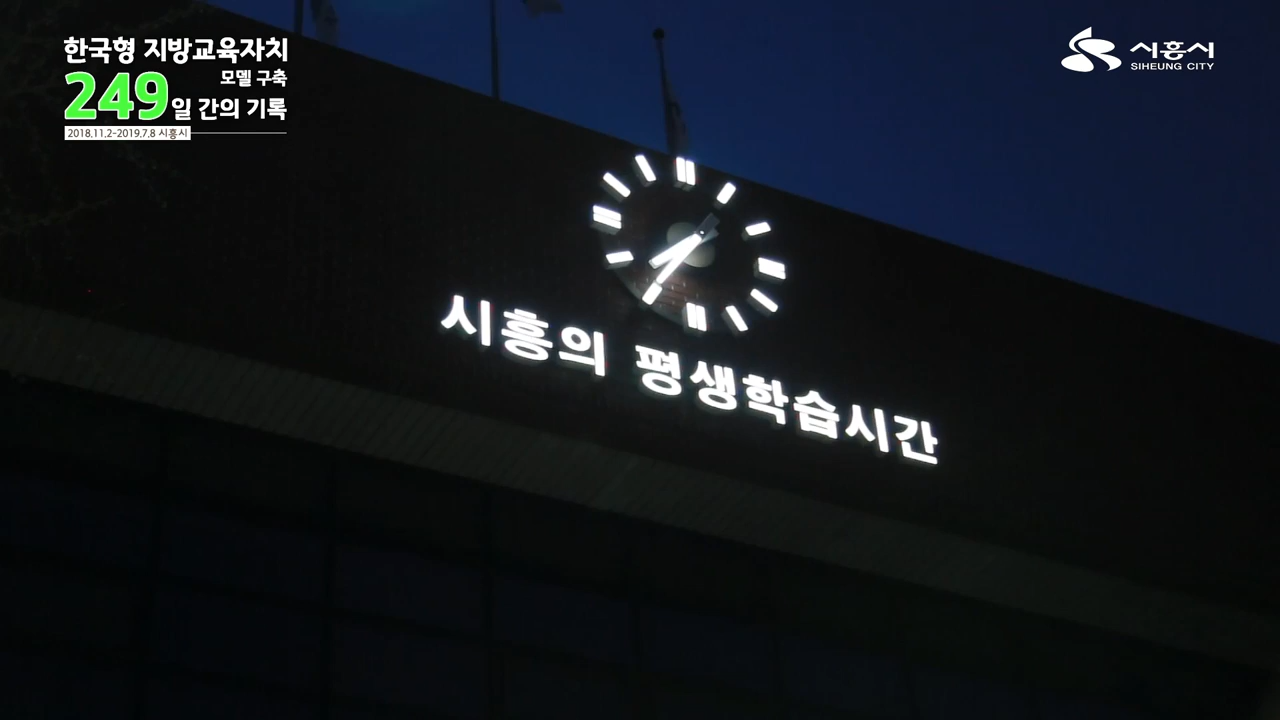 한국형 지방교육자치
모델 구축
249일 간의 기록
2018.11.2-2019.7.8 시흥시
시흥시
SIHEUNG CITY
시흥의 평생학습시간